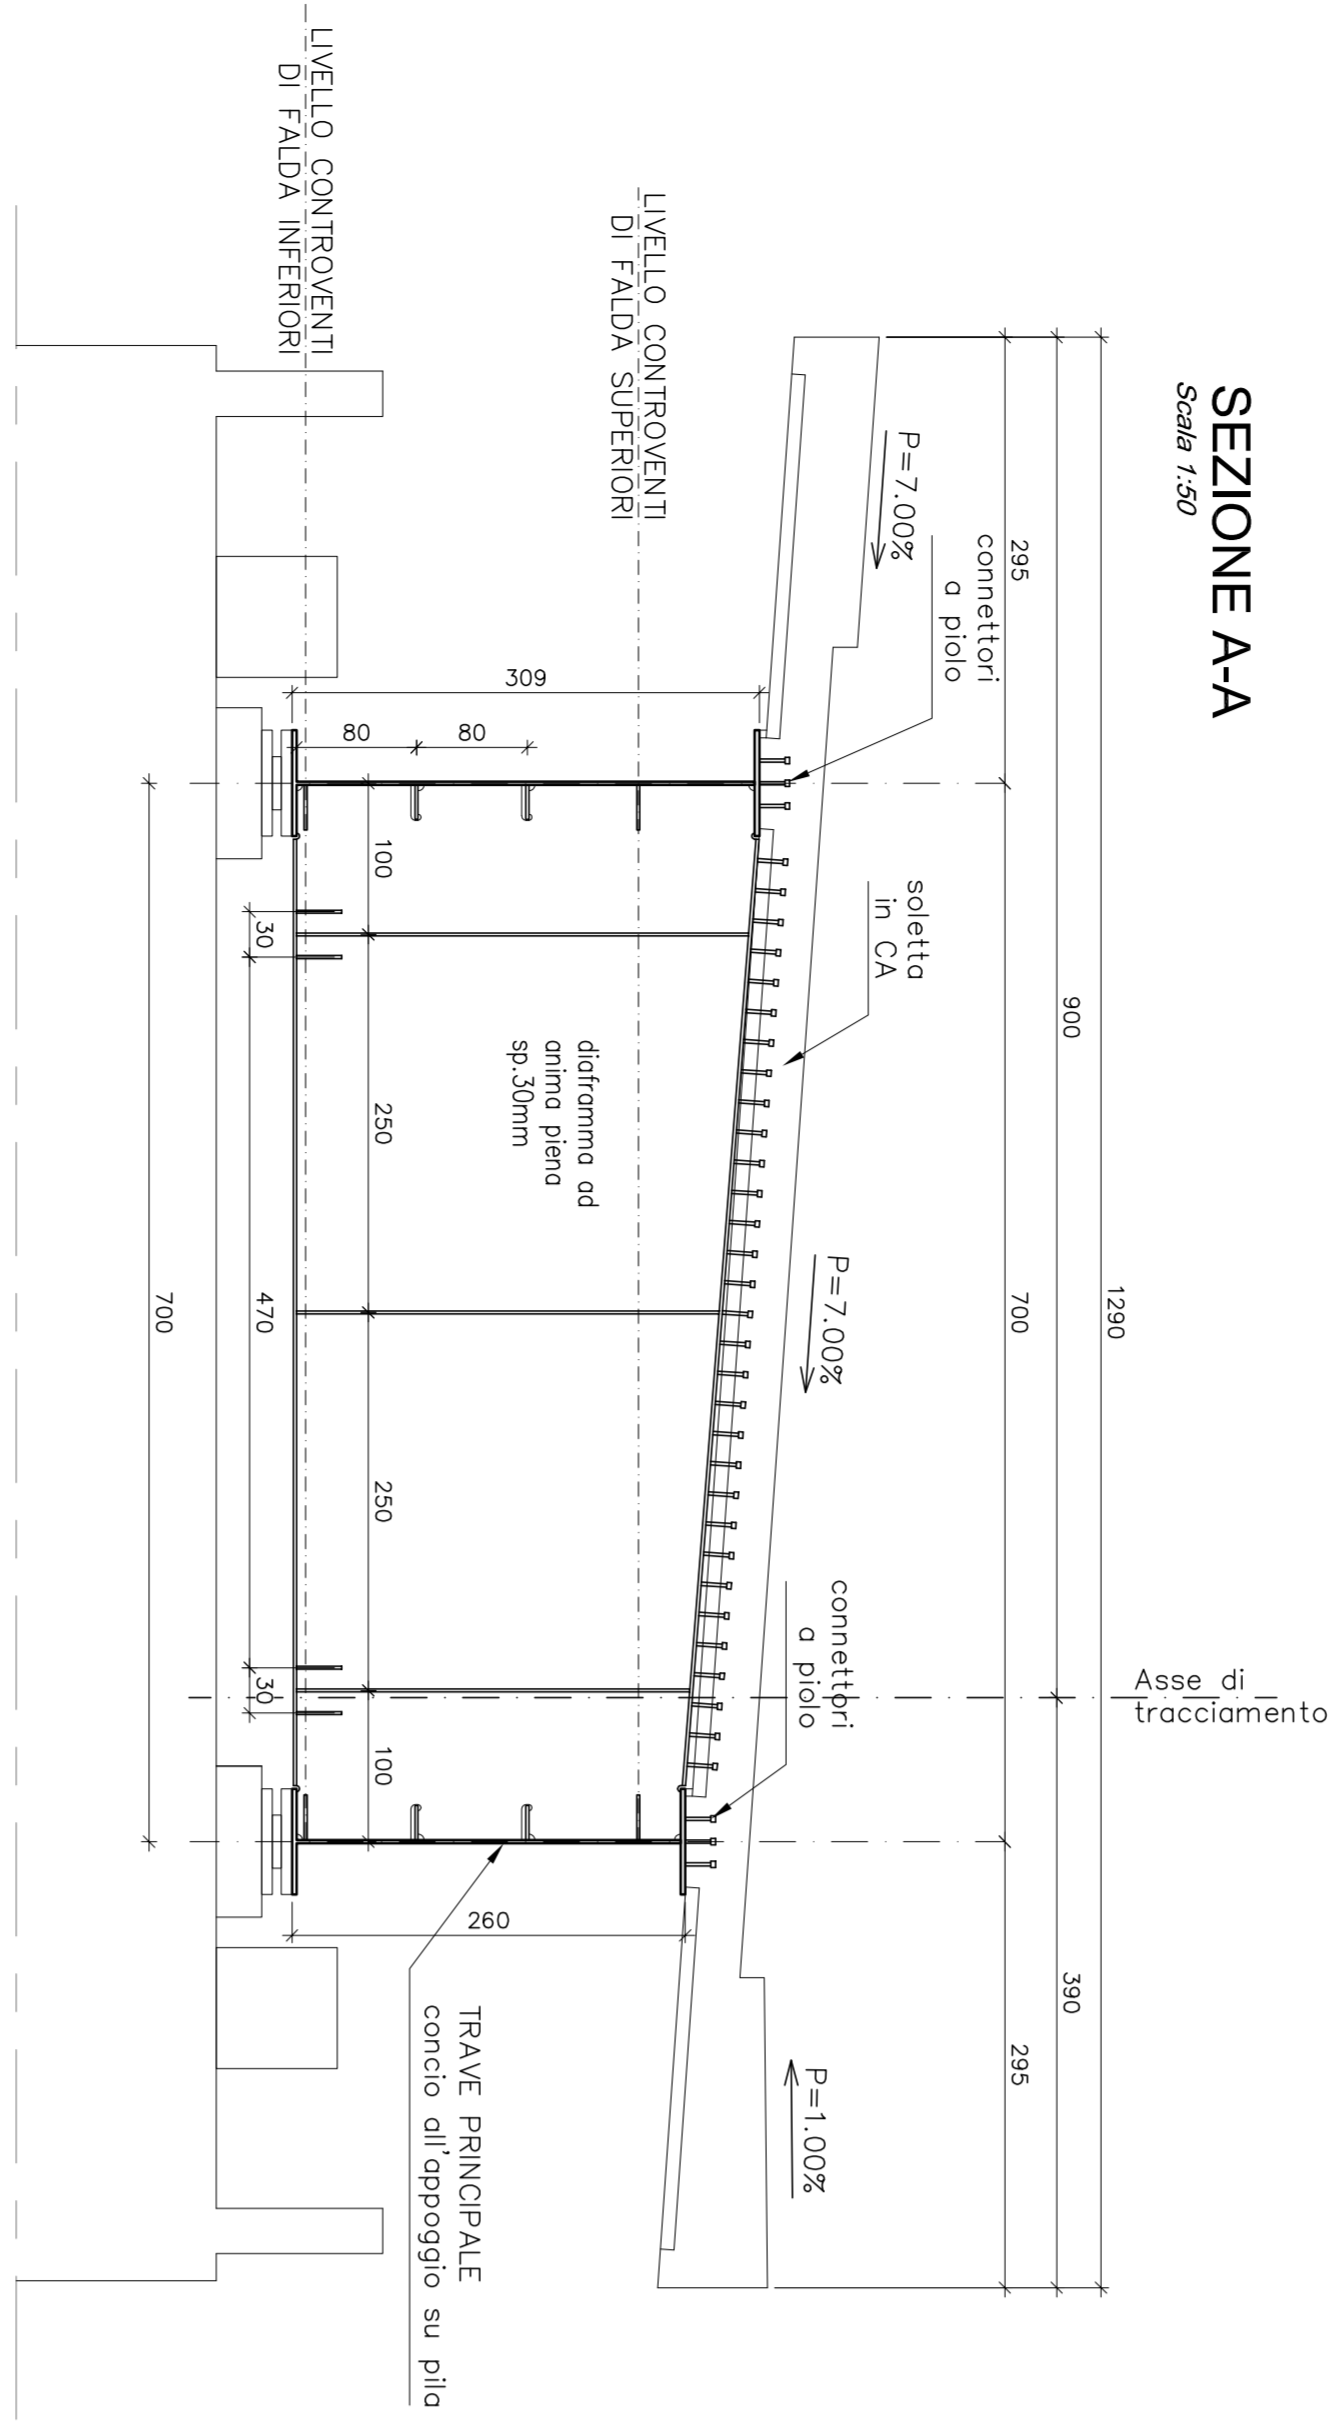 SEZIONE A-A
Scala 1:50
1290
900
390
295
700
295
P=7.00%
connettori
a piolo
soletta
in CA
P=7.00%
connettori
a piolo
Asse di
tracciamento
P=1.00%
LIVELLO CONTROVENTI
DI FALDA SUPERIORI
LIVELLO CONTROVENTI
DI FALDA INFERIORI
309
80
80
diaframma ad
anima piena
sp.30mm
100
250
250
100
30
470
30
700
260
TRAVE PRINCIPALE
concio all'appoggio su pila